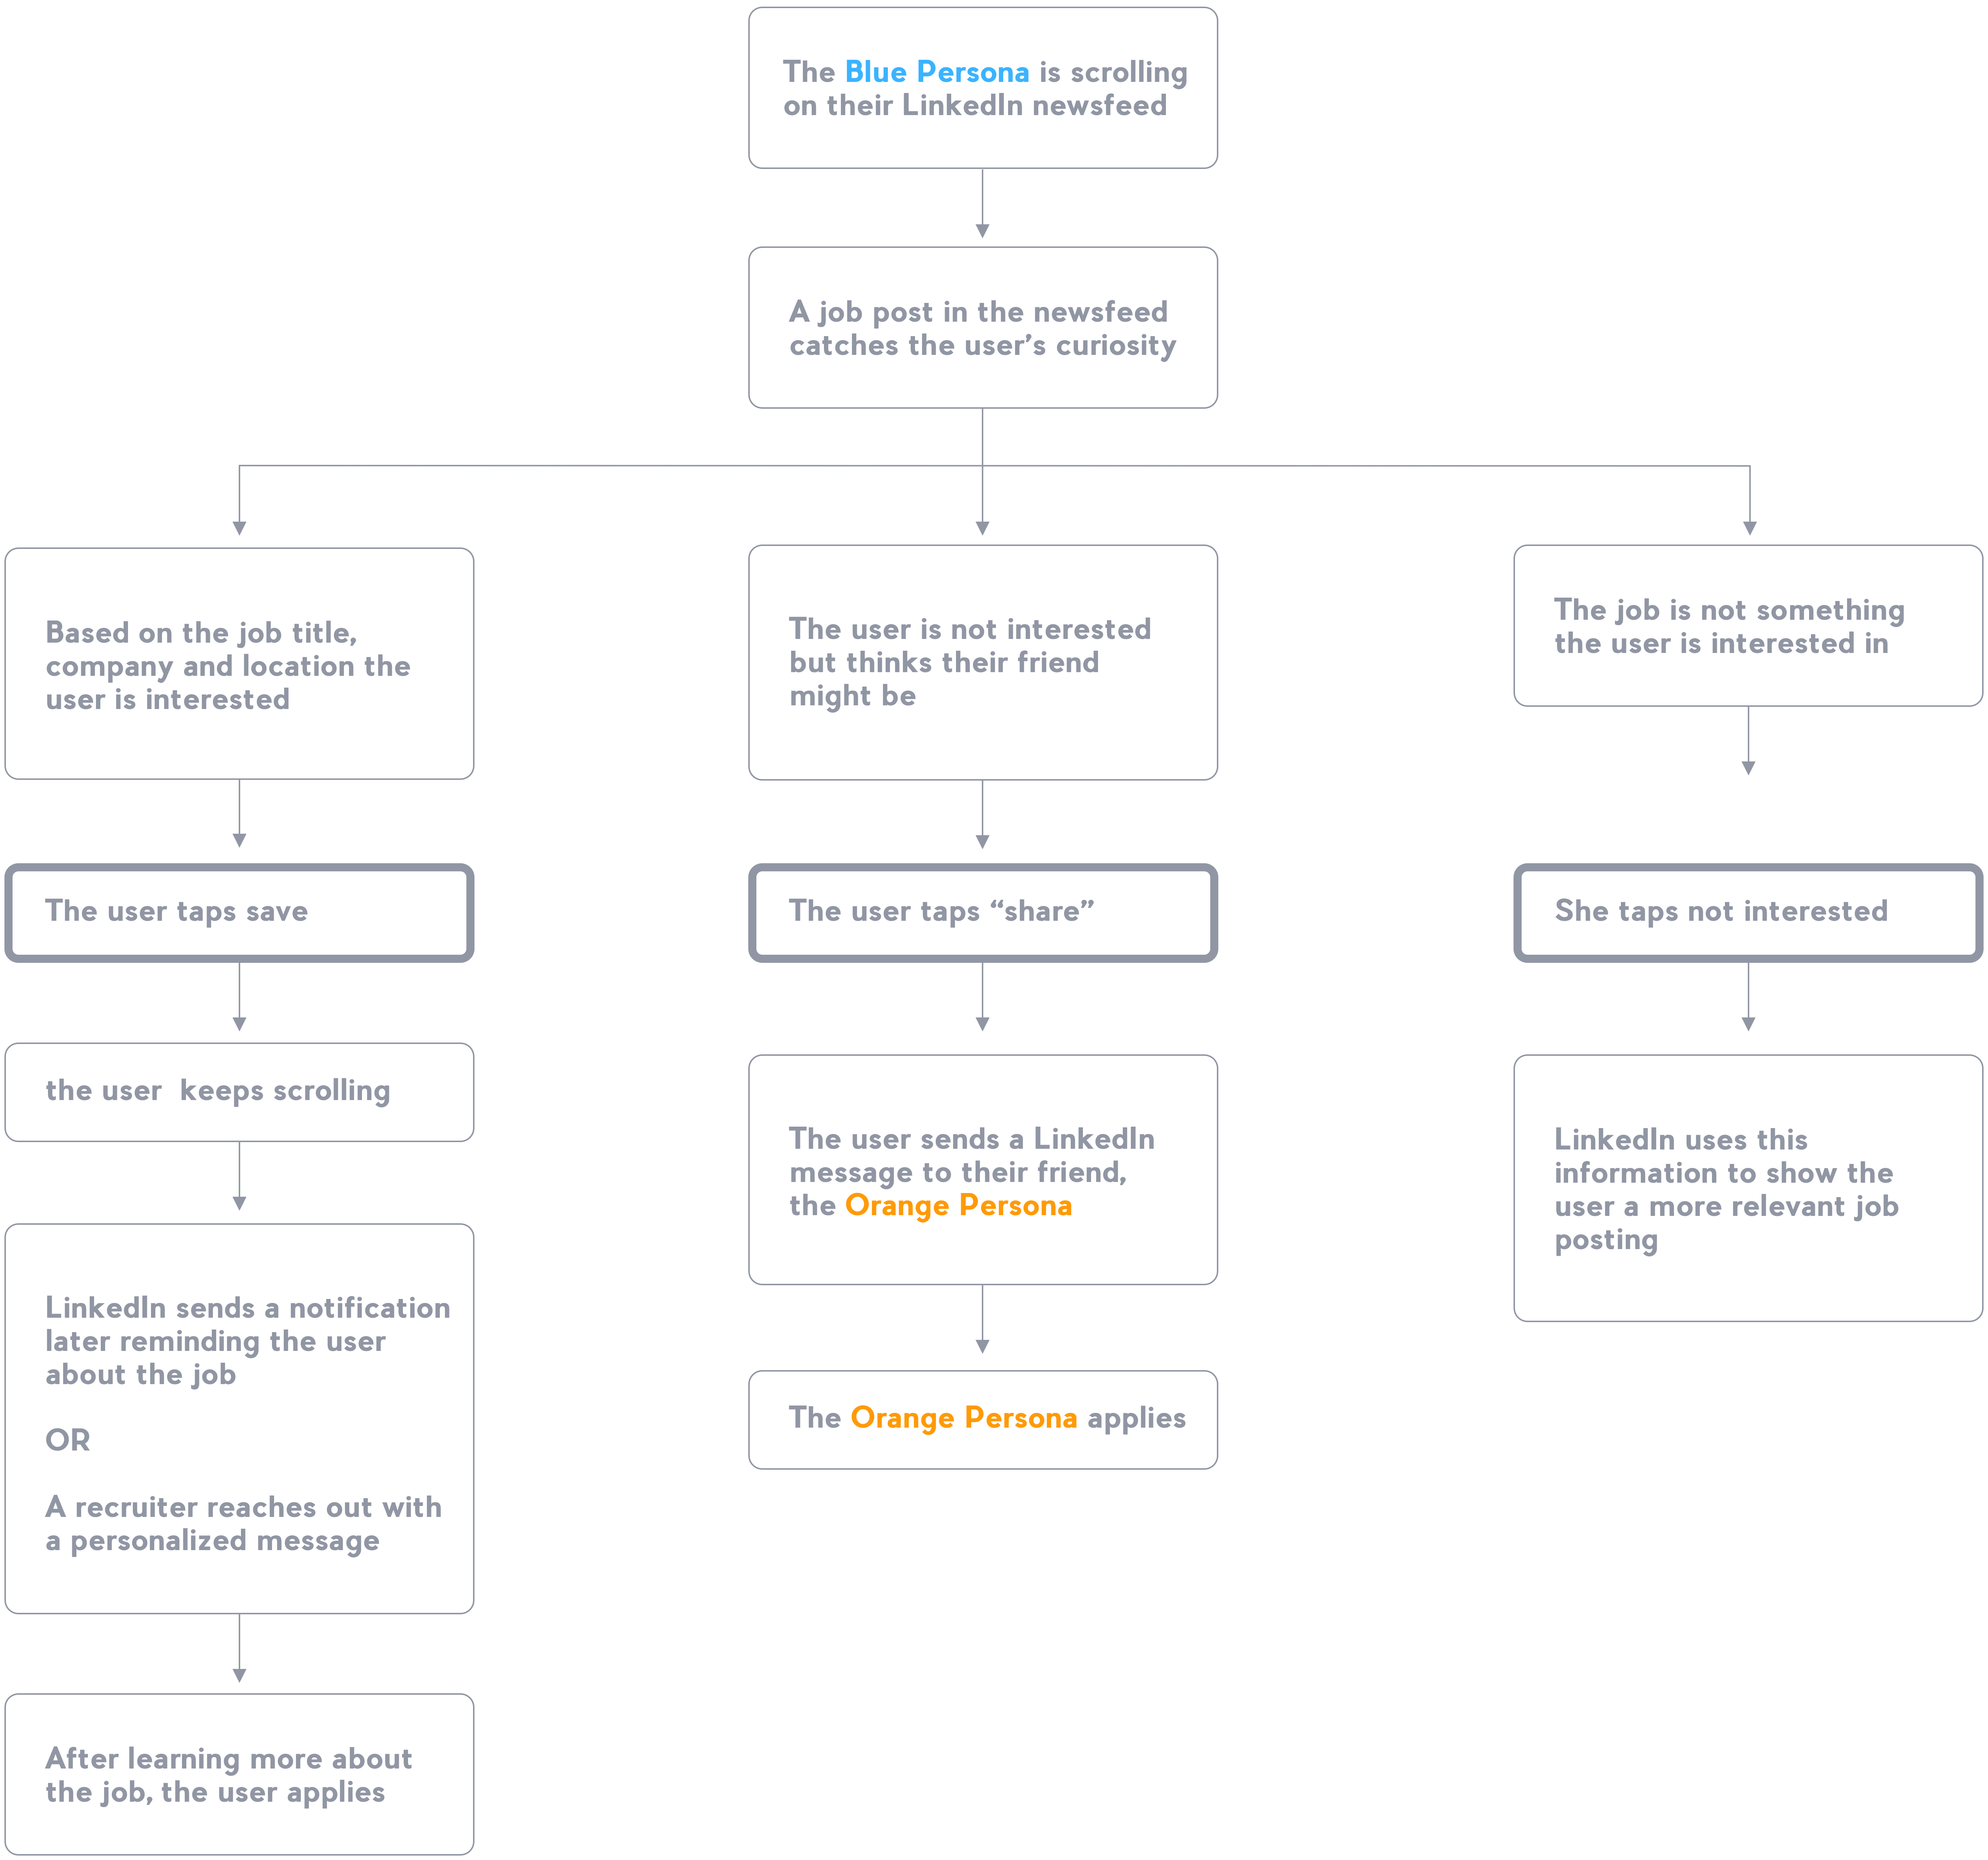 The Blue Persona is scrolling
on their LinkedIn newsfeed
A job post in the newsfeed
catches the user’s curiosity
Based on the job title,
company and location the
user is interested
The user is not interested
but thinks their friend
might be
The job is not something
the user is interested in
The user taps save
The user taps “share”
She taps not interested
the user  keeps scrolling
The user sends a LinkedIn
message to their friend,
the Orange Persona
LinkedIn uses this
information to show the
user a more relevant job
posting
LinkedIn sends a notification
later reminding the user
about the job
OR
A recruiter reaches out with
a personalized message
The Orange Persona applies
After learning more about
the job, the user applies